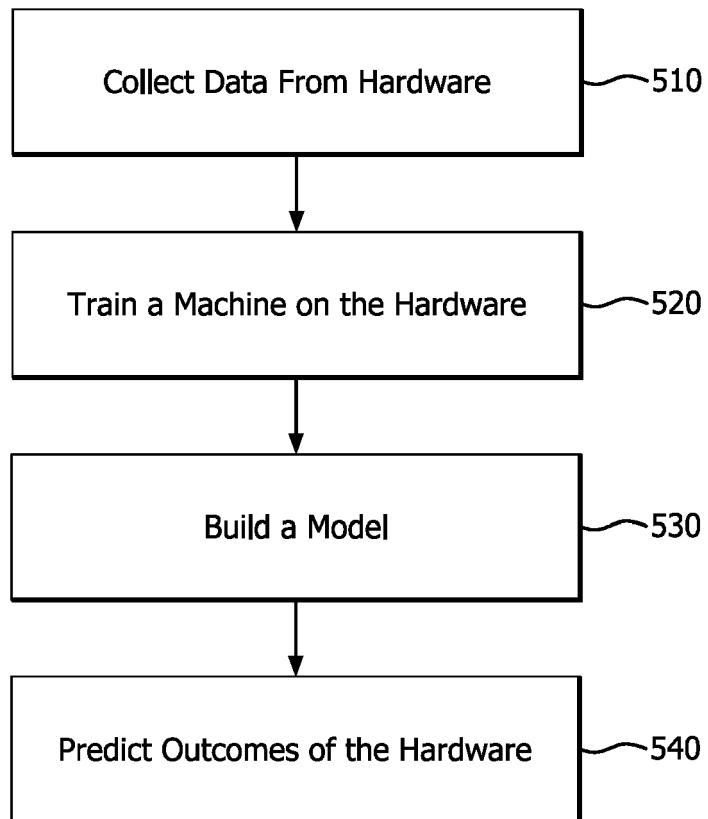 Collect Data From Hardware
510
Train a Machine on the Hardware
520
Build a Model
530
Predict Outcomes of the Hardware
540